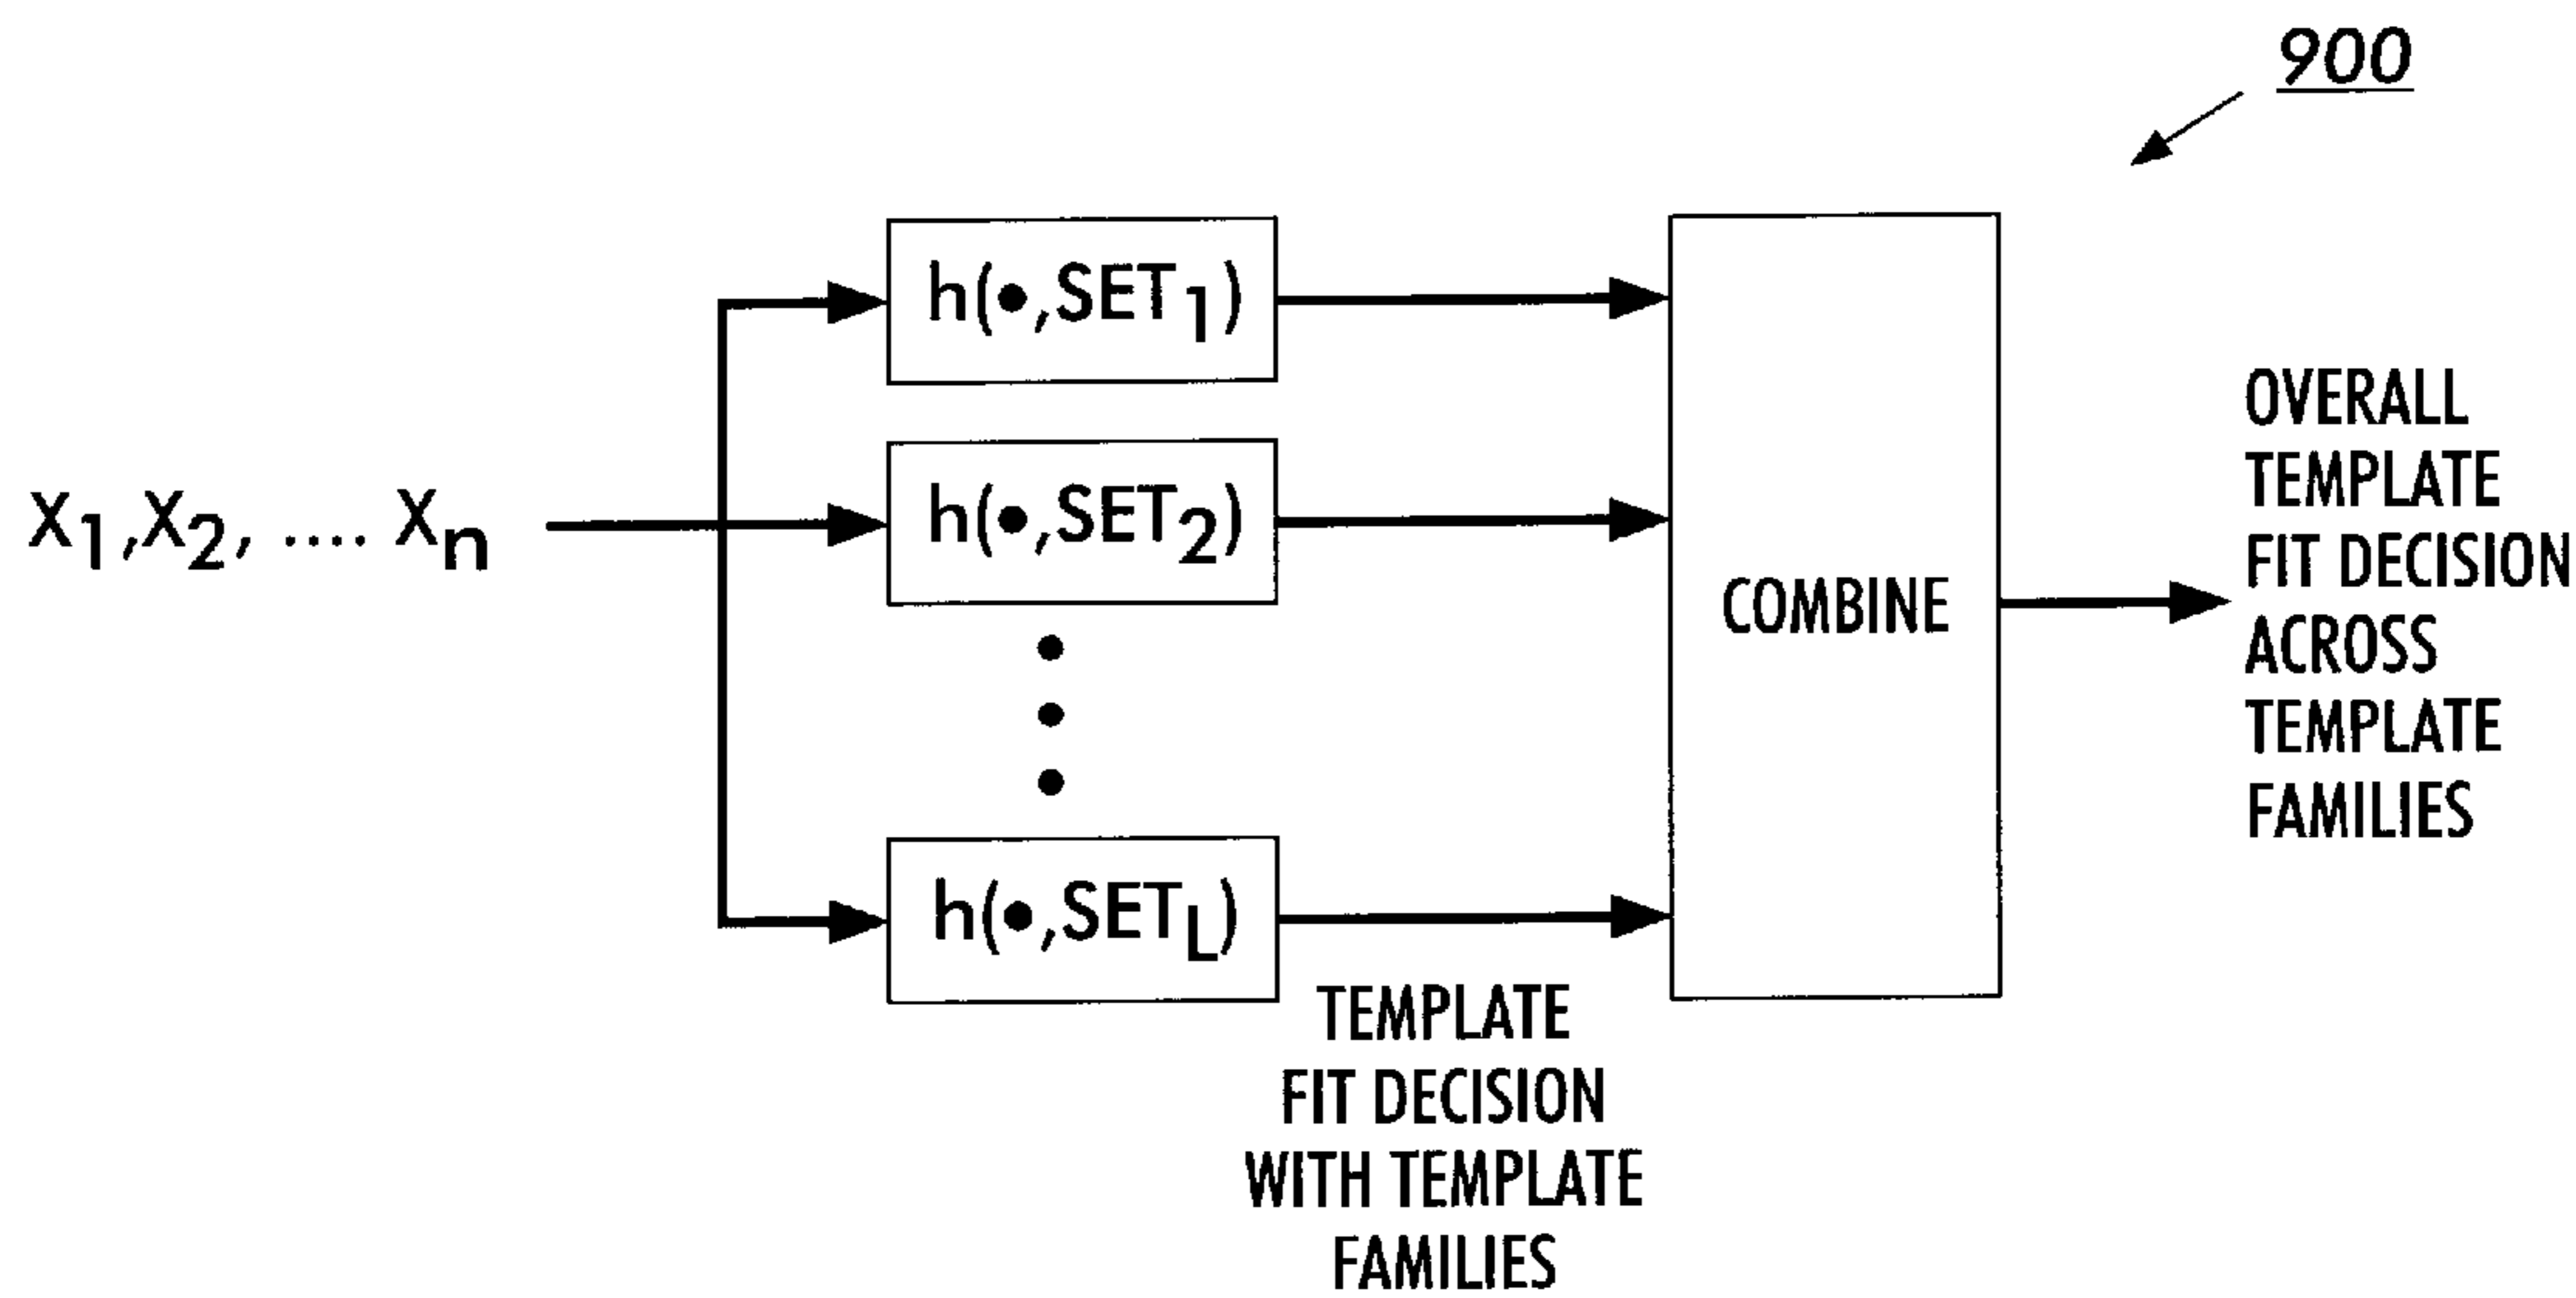 900
h(•,SET1)
X1,X2, .... Xn
h(•,SET2)
h(•,SETL)
COMBINE
TEMPLATE
FIT DECISION
WITH TEMPLATE
FAMILIES
OVERALL
TEMPLATE
FIT DECISION
ACROSS
TEMPLATE
FAMILIES